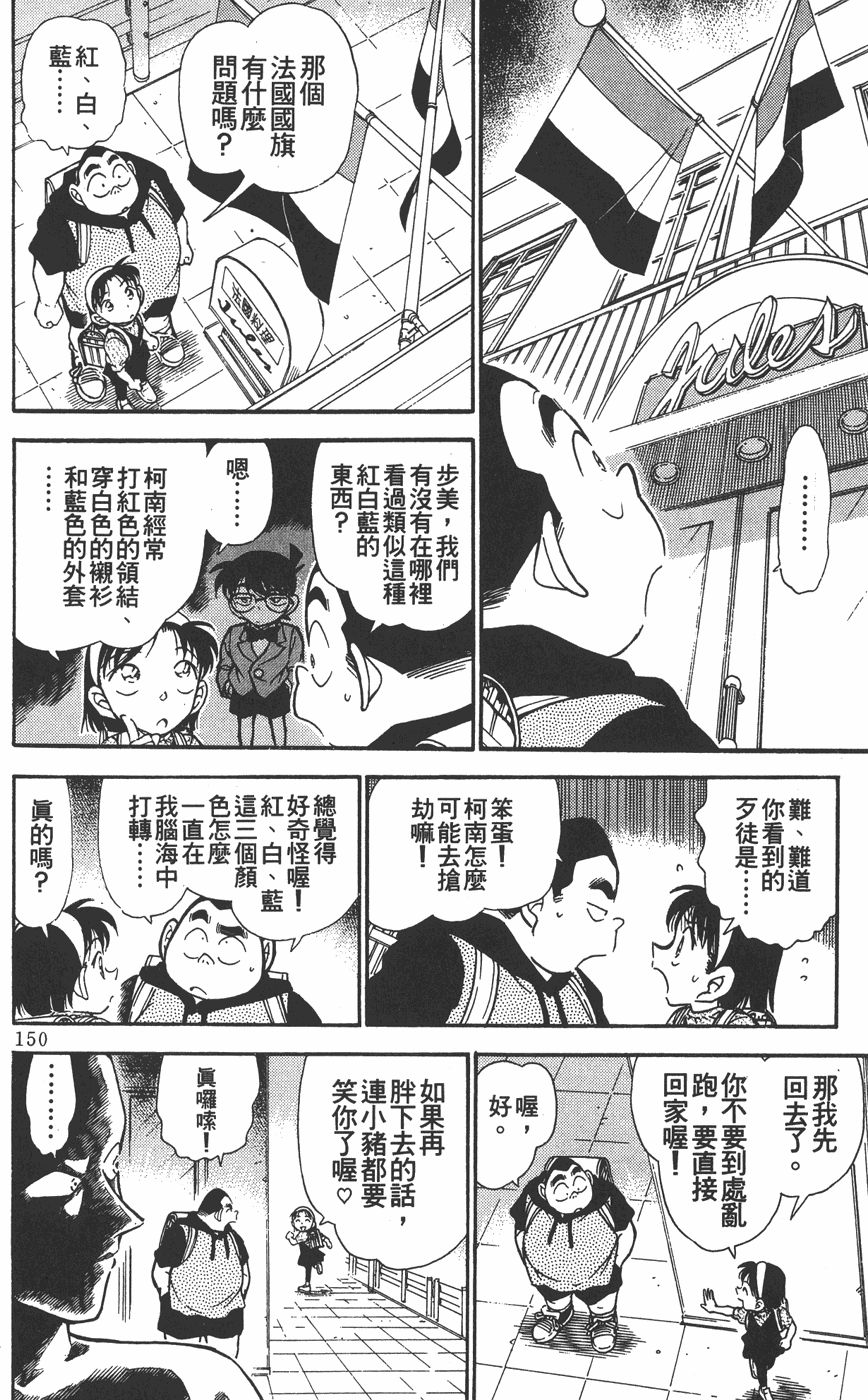 Jules
………
那個
法國國旗
有什麼
問題嗎？
紅、白、
藍……
法國料理
Jules
步美，我們
有沒有在哪裡
看過類似這種
紅白藍的
東西？
嗯……
柯南經常
打紅色的領結、
穿白色的襯衫
和藍色的外套
……
難、難道
你看到的
歹徒是……
笨蛋！
柯南怎麼
可能去搶
劫嘛！
總覺得
好奇怪喔！
紅、白、藍
這三個顏
色怎麼
一直在
我腦海中
打轉…
眞的嗎？
150
那我先
回去了。
你不要到處亂
跑，要直接
回家喔！
喔，
好。
如果再
胖下去的話，
連小豬都要
笑你了喔♡
眞囉嗦！
………